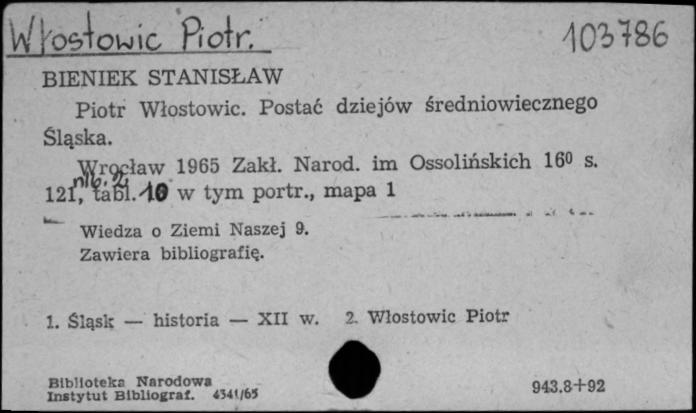 Włostowic Piotr.
103786
BIENIEK STANISŁAW
Piotr Włostowic. Postać dziejów średniowiecznego
Śląska.
Wrocław 1965 Zakł. Narod. im Ossolińskich 16⁰ s.
121, nlb. 2, tabl. 10 w tym portr., mapa 1
Wiedza o Ziemi Naszej 9.
Zawiera bibliografię.
1. Śląsk — historia — XII w. 2. Włostowic Piotr
Biblioteka Narodowa
Instytut Bibliograf. 4341/65
943.8+92